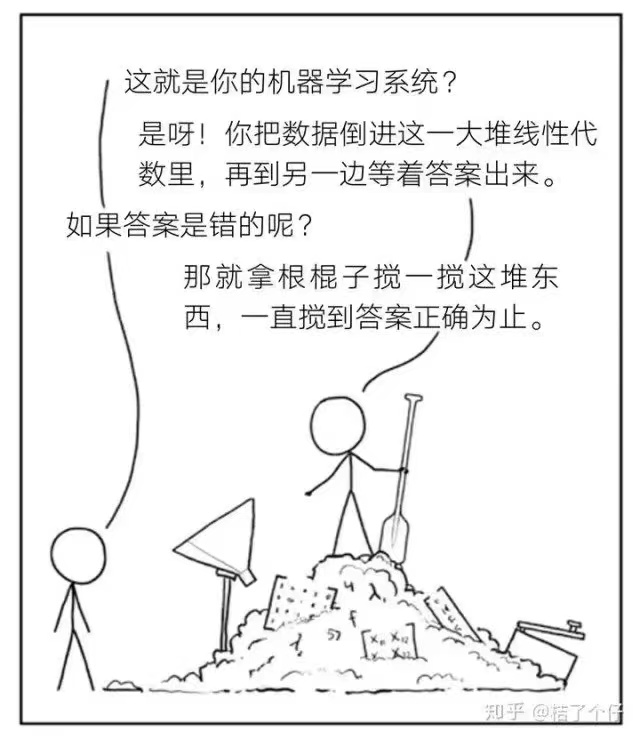 这就是你的机器学习系统？
是呀！你把数据倒进这一大堆线性代
数里，再到另一边等着答案出来。
如果答案是错的呢？
那就拿根棍子搅一搅这堆东
西，一直搅到答案正确为止。
知乎 @桔了个仔